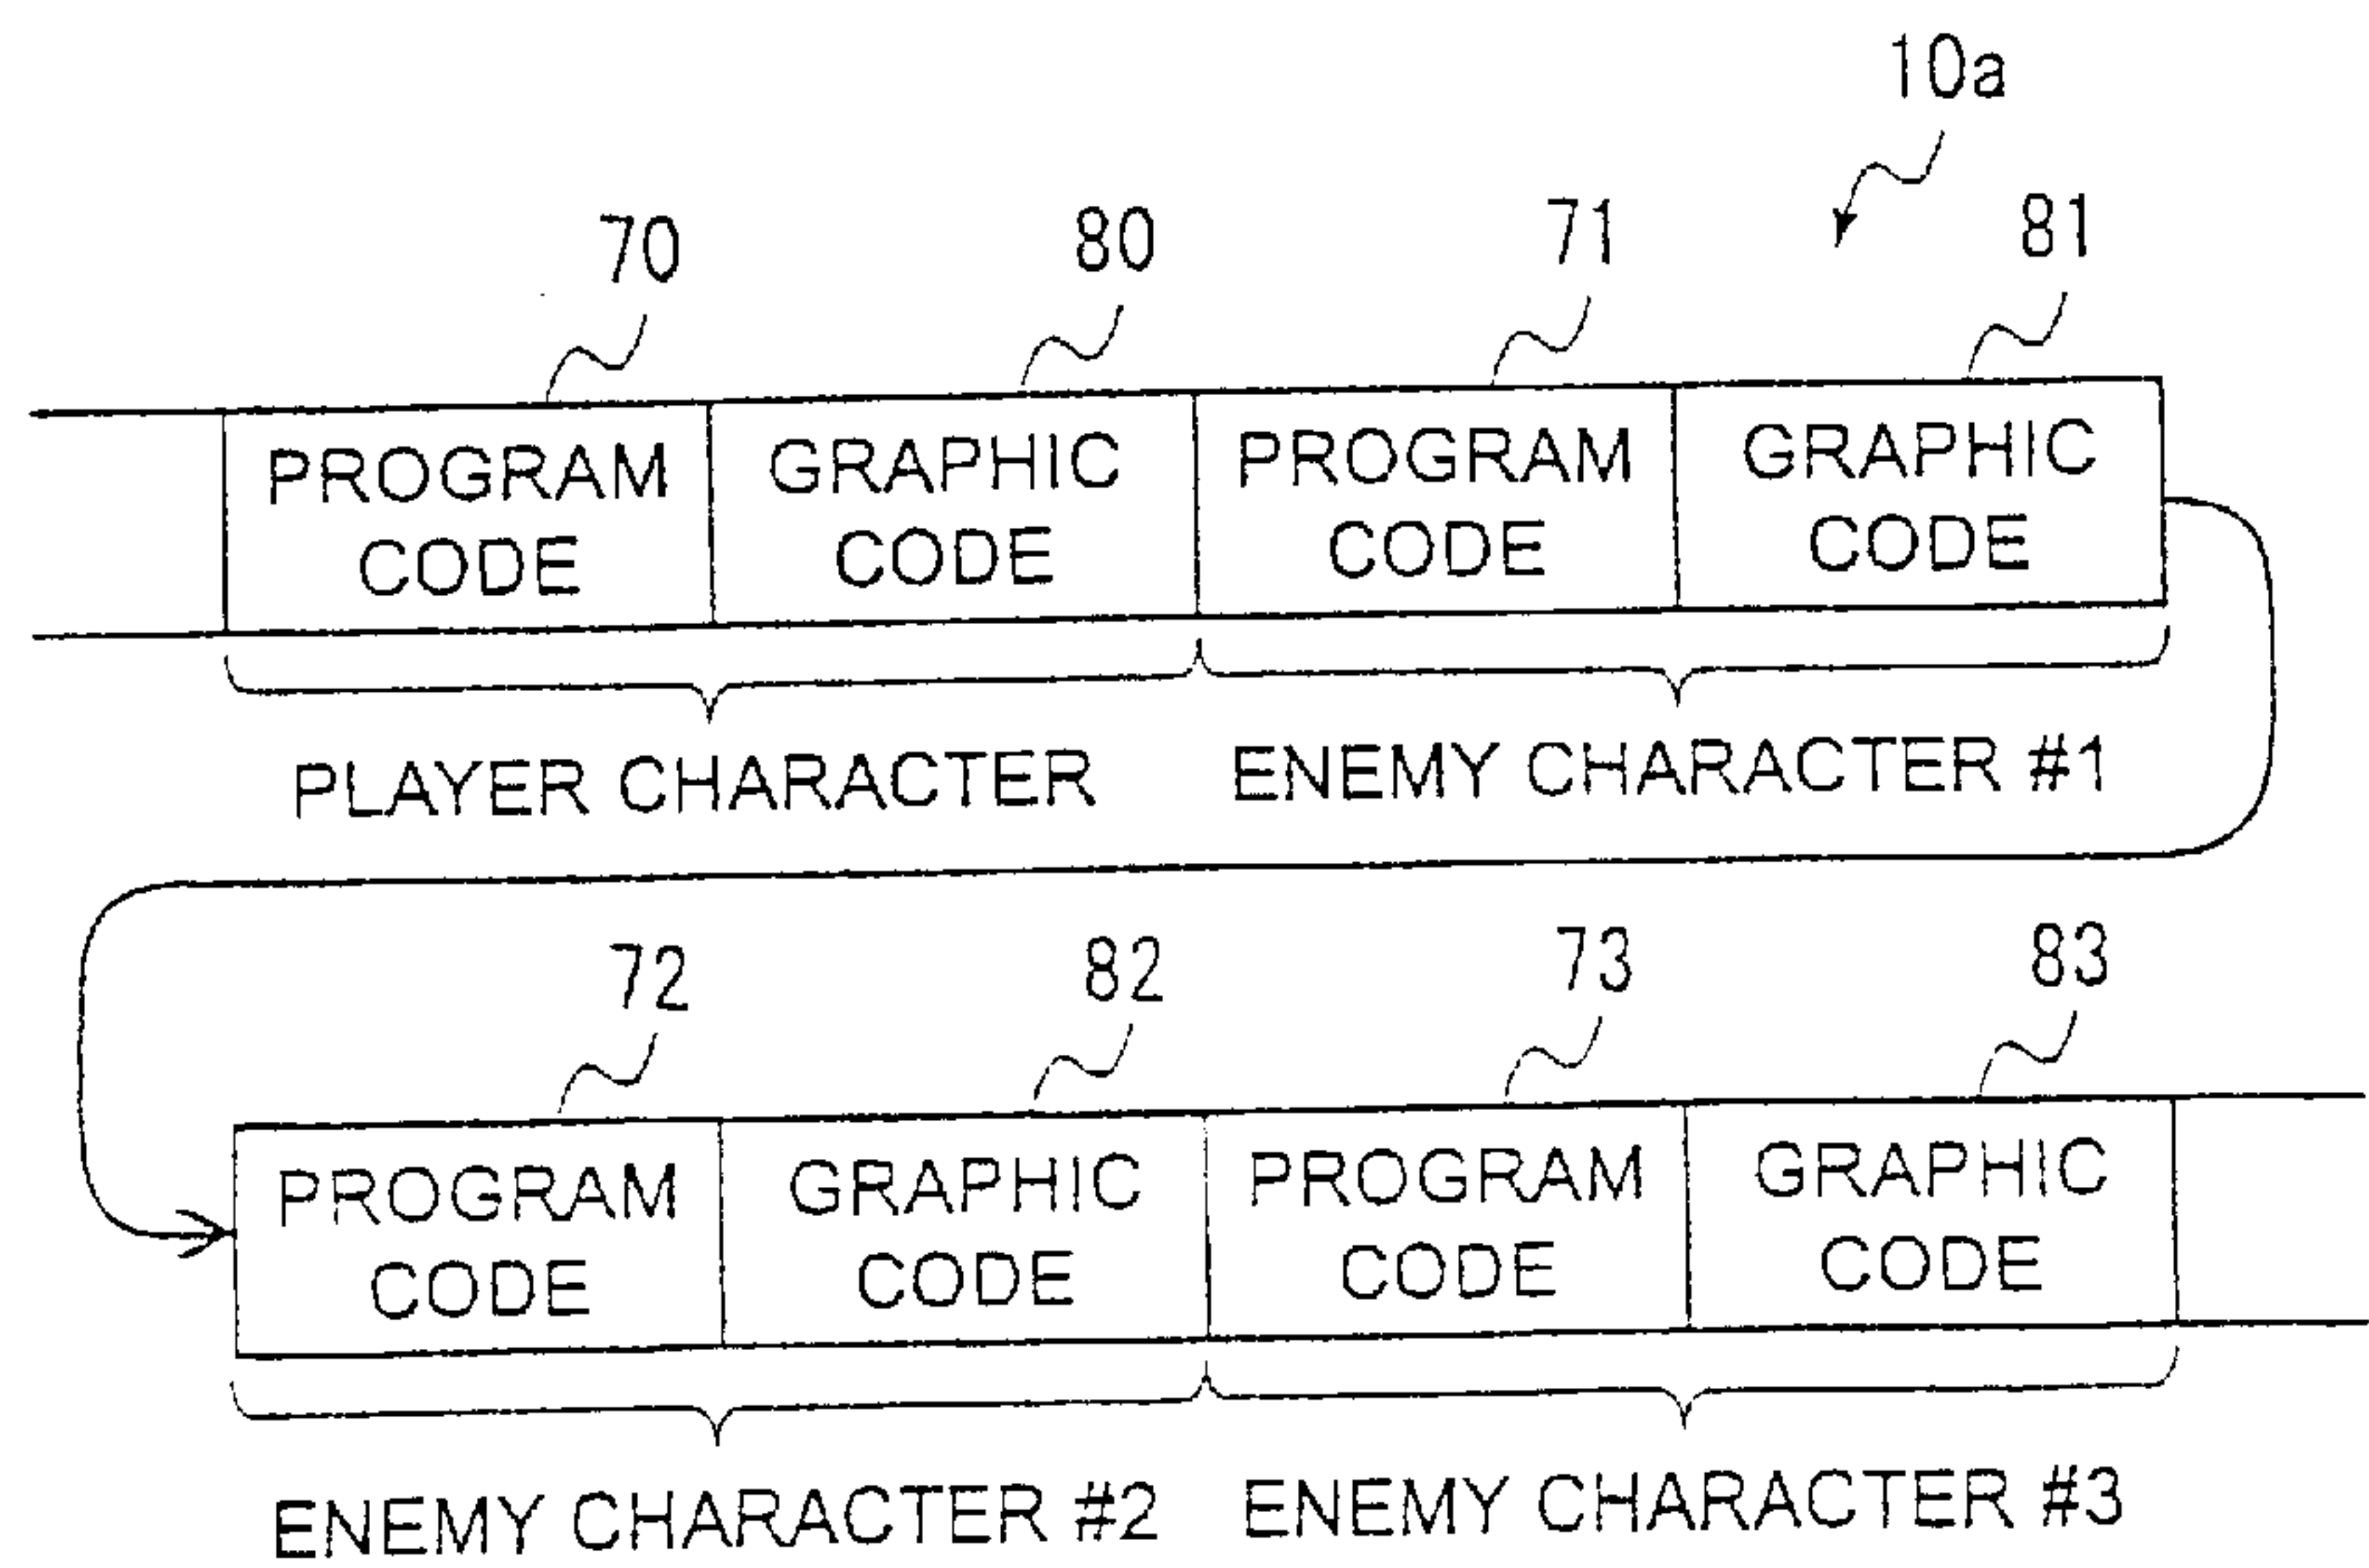 10a
70 80 71 81
PROGRAM CODE GRAPHIC CODE PROGRAM CODE GRAPHIC CODE
PLAYER CHARACTER ENEMY CHARACTER #1
72 82 73 83
PROGRAM CODE GRAPHIC CODE PROGRAM CODE GRAPHIC CODE
ENEMY CHARACTER #2 ENEMY CHARACTER #3